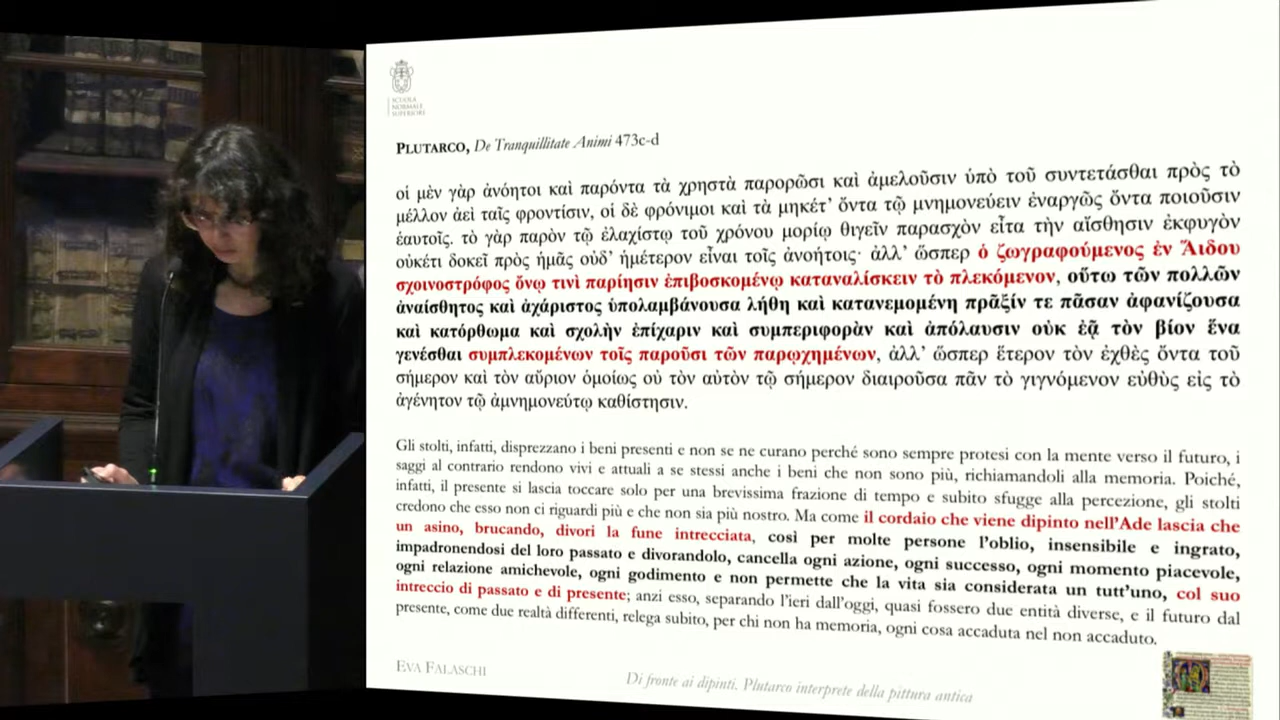 SCUOLA
NORMALE
SUPERIORE
PLUTARCO, De Tranquillitate Animi 473c-d
οἱ μὲν γὰρ ἀνόητοι καὶ παρόντα τὰ χρηστὰ παρορῶσι καὶ ἀμελοῦσιν ὑπὸ τοῦ συντετάσθαι πρὸς τὸ
μέλλον ἀεὶ ταῖς φροντίσιν, οἱ δὲ φρόνιμοι καὶ τὰ μηκέτ’ ὄντα τῷ μνημονεύειν ἐναργῶς ὄντα ποιοῦσιν
ἑαυτοῖς. τὸ γὰρ παρὸν τῷ ἐλαχίστῳ τοῦ χρόνου μορίῳ θιγεῖν παρασχὸν εἶτα τὴν αἴσθησιν ἐκφυγὸν
οὐκέτι δοκεῖ πρὸς ἡμᾶς οὐδ’ ἡμέτερον εἶναι τοῖς ἀνοήτοις· ἀλλ’ ὥσπερ ὁ ζωγραφούμενος ἐν Ἅιδου
σχοινοστρόφος ὄνῳ τινὶ παρίησιν ἐπιβοσκομένῳ καταναλίσκειν τὸ πλεκόμενον, οὕτω τῶν πολλῶν
ἀναίσθητος καὶ ἀχάριστος ὑπολαμβάνουσα λήθη καὶ κατανεμομένη πρᾶξίν τε πᾶσαν ἀφανίζουσα
καὶ κατόρθωμα καὶ σχολὴν ἐπίχαριν καὶ συμπεριφορὰν καὶ ἀπόλαυσιν οὐκ ἐᾷ τὸν βίον ἕνα
γενέσθαι συμπλεκομένων τοῖς παροῦσι τῶν παρῳχημένων, ἀλλ’ ὥσπερ ἕτερον τὸν ἐχθὲς ὄντα τοῦ
σήμερον καὶ τὸν αὔριον ὁμοίως οὐ τὸν αὐτὸν τῷ σήμερον διαιροῦσα πᾶν τὸ γιγνόμενον εὐθὺς εἰς τὸ
ἀγένητον τῷ ἀμνημονεύτῳ καθίστησιν.
Gli stolti, infatti, disprezzano i beni presenti e non se ne curano perché sono sempre protesi con la mente verso il futuro, i
saggi al contrario rendono vivi e attuali a se stessi anche i beni che non sono più, richiamandoli alla memoria. Poiché,
infatti, il presente si lascia toccare solo per una brevissima frazione di tempo e subito sfugge alla percezione, gli stolti
credono che esso non ci riguardi più e che non sia più nostro. Ma come il cordaio che viene dipinto nell’Ade lascia che
un asino, brucando, divori la fune intrecciata, così per molte persone l’oblio, insensibile e ingrato,
impadronendosi del loro passato e divorandolo, cancella ogni azione, ogni successo, ogni momento piacevole,
ogni relazione amichevole, ogni godimento e non permette che la vita sia considerata un tutt’uno, col suo
intreccio di passato e di presente; anzi esso, separando l’ieri dall’oggi, quasi fossero due entità diverse, e il futuro dal
presente, come due realtà differenti, relega subito, per chi non ha memoria, ogni cosa accaduta nel non accaduto.
EVA FALASCHI
Di fronte ai dipinti. Plutarco interprete della pittura antica